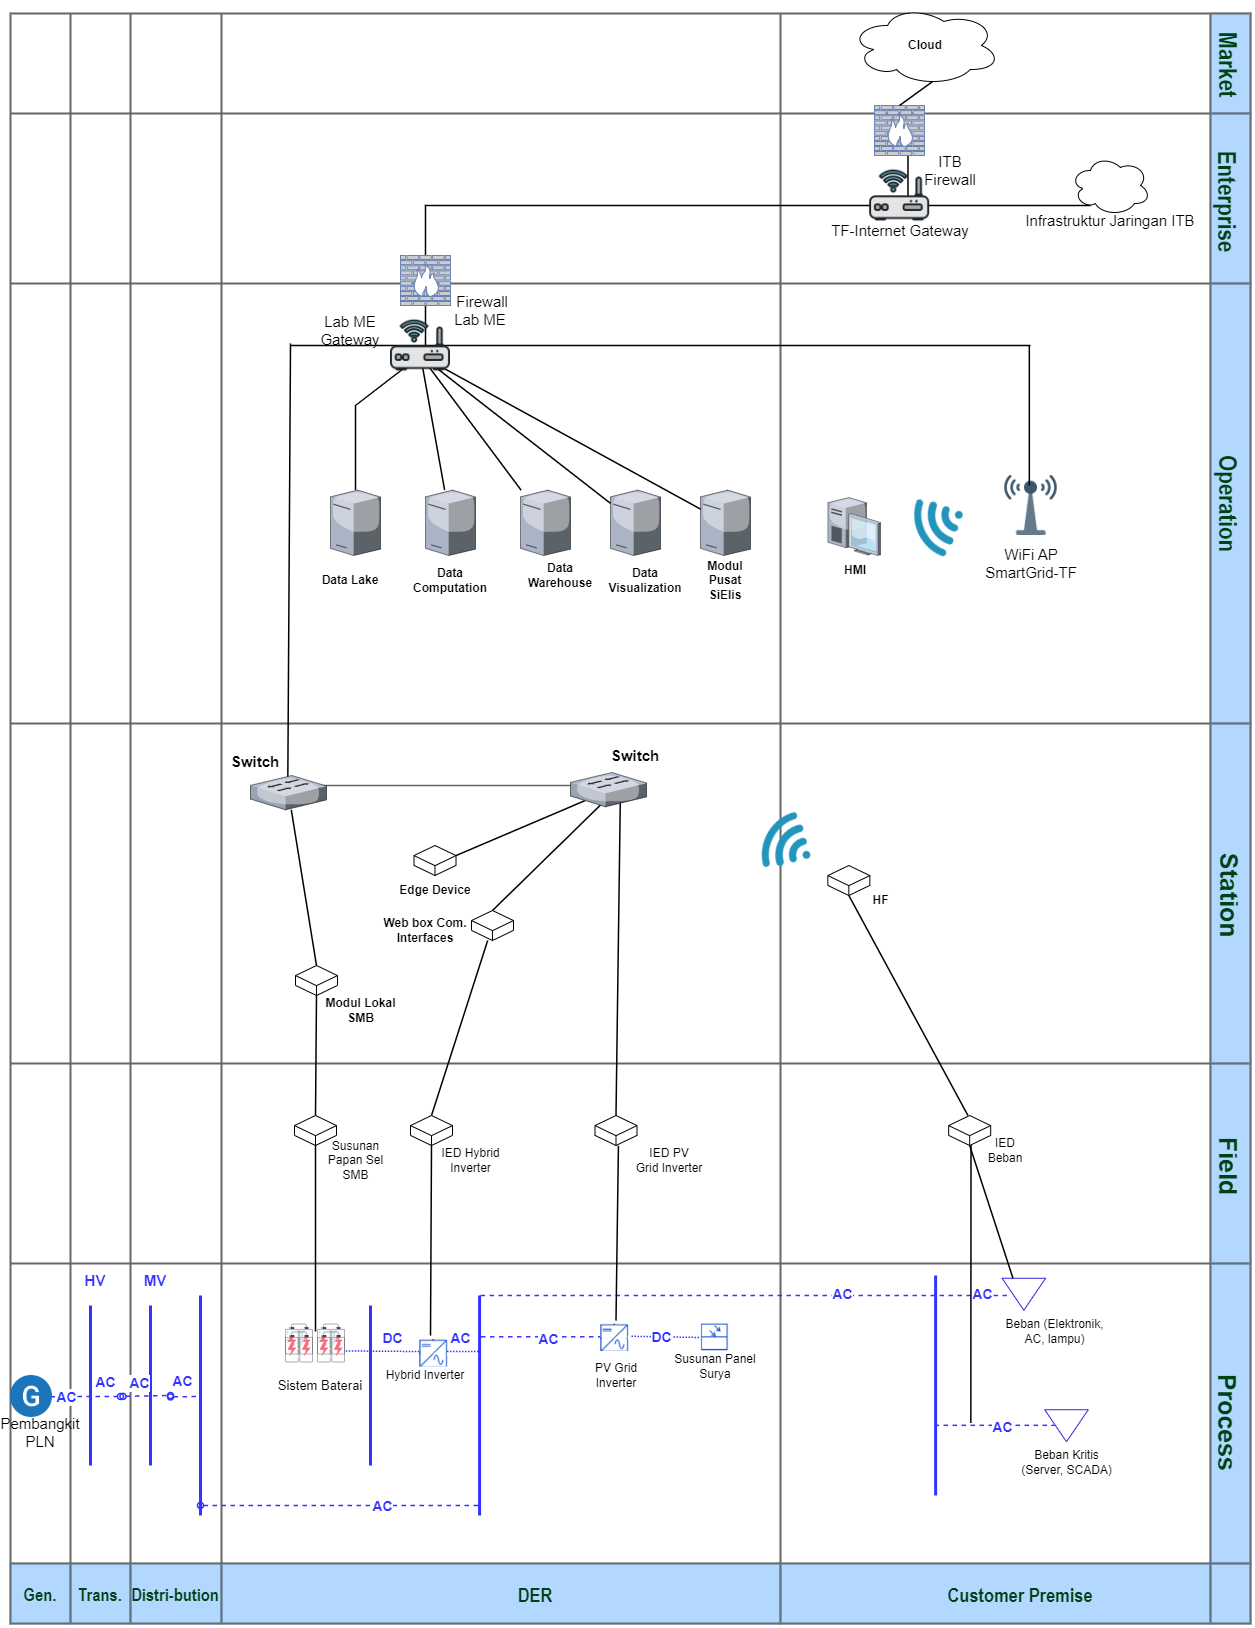 Cloud
Market
ITB
Firewall
TF-Internet Gateway
Infrastruktur Jaringan ITB
Enterprise
Firewall
Lab ME
Lab ME
Gateway
Data Lake
Data
Computation
Data
Warehouse
Data
Visualization
Modul
Pusat
SiElis
HMI
WiFi AP
SmartGrid-TF
Operation
Switch
Switch
Edge Device
Web box Com.
Interfaces
HF
Modul Lokal
SMB
Station
Susunan
Papan Sel
SMB
IED Hybrid
Inverter
IED PV
Grid Inverter
IED
Beban
Field
HV
MV
AC
AC
AC
AC
G
Pembangkit
PLN
Sistem Baterai
DC
AC
Hybrid Inverter
AC
DC
PV Grid
Inverter
Susunan Panel
Surya
AC
AC
Beban (Elektronik,
AC, lampu)
AC
Beban Kritis
(Server, SCADA)
AC
Process
Gen.
Trans.
Distri-bution
DER
Customer Premise